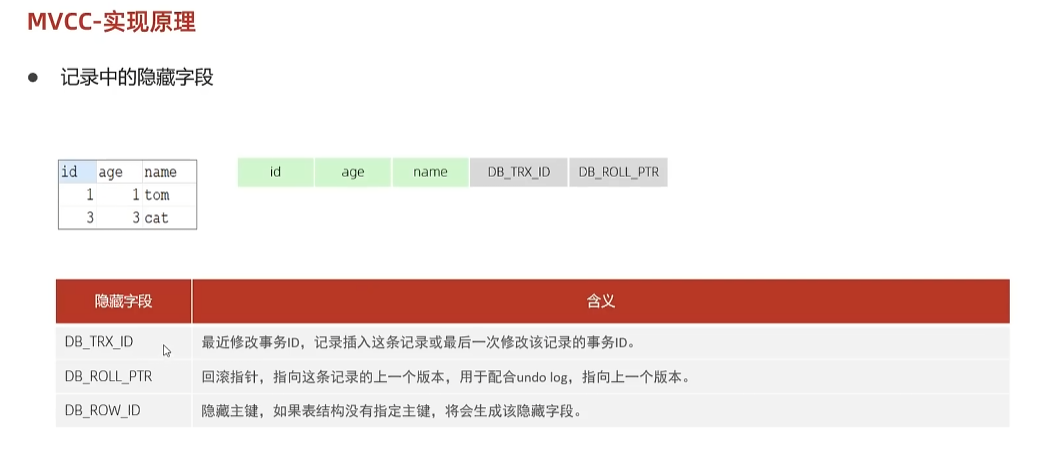 MVCC-实现原理
● 记录中的隐藏字段
id age name
1 1 tom
3 3 cat
id age name DB_TRX_ID DB_ROLL_PTR
隐藏字段 含义
DB_TRX_ID 最近修改事务ID，记录插入这条记录或最后一次修改该记录的事务ID。
DB_ROLL_PTR 回滚指针，指向这条记录的上一个版本，用于配合undo log，指向上一个版本。
DB_ROW_ID 隐藏主键，如果表结构没有指定主键，将会生成该隐藏字段。